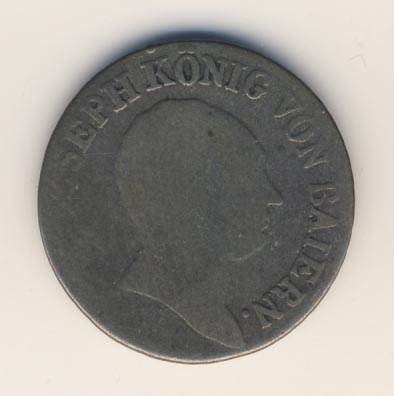 SEPH KÖNIG VON BAIERN.